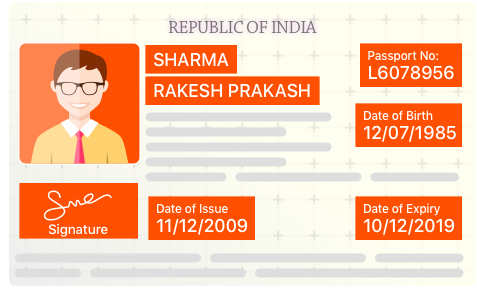 REPUBLIC OF INDIA
SHARMA
RAKESH PRAKASH
Passport No:
L6078956
Date of Birth
12/07/1985
Signature
Date of Issue
11/12/2009
Date of Expiry
10/12/2019